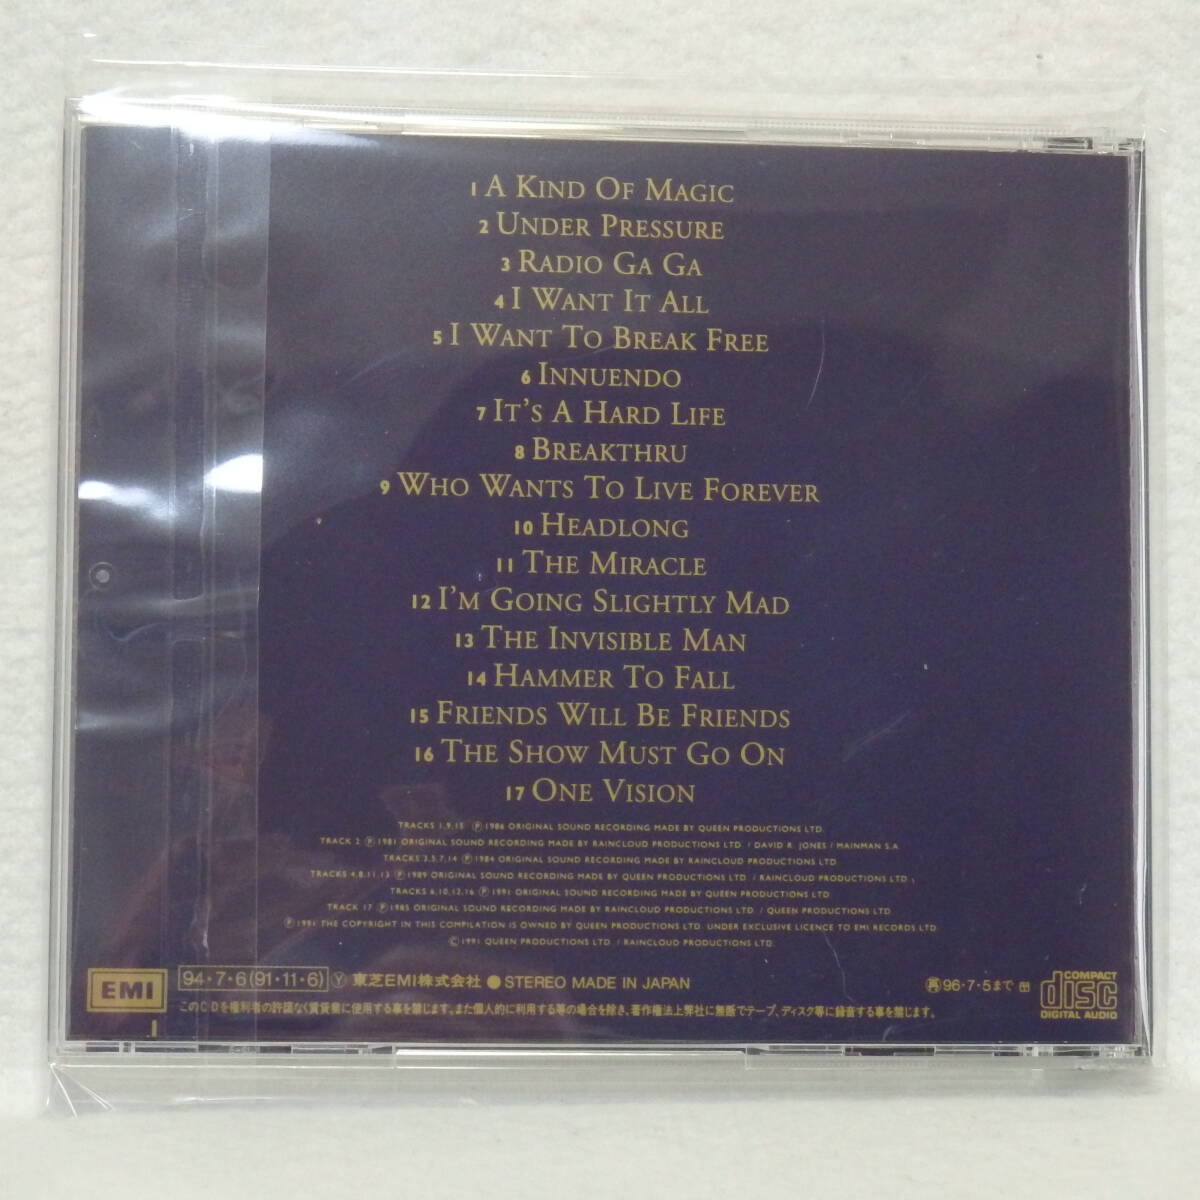 1 A KIND OF MAGIC
2 UNDER PRESSURE
3 RADIO GA GA
4 I WANT IT ALL
5 I WANT TO BREAK FREE
6 INNUENDO
7 IT'S A HARD LIFE
8 BREAKTHRU
9 WHO WANTS TO LIVE FOREVER
10 HEADLONG
11 THE MIRACLE
12 I'M GOING SLIGHTLY MAD
13 THE INVISIBLE MAN
14 HAMMER TO FALL
15 FRIENDS WILL BE FRIENDS
16 THE SHOW MUST GO ON
17 ONE VISION
TRACKS 1.9.15 ℗ 1986 ORIGINAL SOUND RECORDING MADE BY QUEEN PRODUCTIONS LTD.
TRACK 2 ℗ 1981 ORIGINAL SOUND RECORDING MADE BY RAINCLOUD PRODUCTIONS LTD. / DAVID R. JONES / MAINMAN S.A
TRACKS 3.5.7.14 ℗ 1984 ORIGINAL SOUND RECORDING MADE BY RAINCLOUD PRODUCTIONS LTD.
TRACKS 4.8.11.13 ℗ 1989 ORIGINAL SOUND RECORDING MADE BY QUEEN PRODUCTIONS LTD. / RAINCLOUD PRODUCTIONS LTD.
TRACKS 6.10.12.16 ℗ 1991 ORIGINAL SOUND RECORDING MADE BY QUEEN PRODUCTIONS LTD.
TRACK 17 ℗ 1985 ORIGINAL SOUND RECORDING MADE BY RAINCLOUD PRODUCTIONS LTD. / QUEEN PRODUCTIONS LTD.
℗ 1991 THE COPYRIGHT IN THIS COMPILATION IS OWNED BY QUEEN PRODUCTIONS LTD. UNDER EXCLUSIVE LICENCE TO EMI RECORDS LTD.
© 1991 QUEEN PRODUCTIONS LTD. / RAINCLOUD PRODUCTIONS LTD.
EMI
94・7・6(91・11・6) Ⓨ 東芝EMI株式会社 ●STEREO MADE IN JAPAN
再96・7・5まで
COMPACT disc DIGITAL AUDIO
このCDを権利者の許諾なく賃貸業に使用する事を禁じます。また個人的に利用する等の場合を除き、著作権法上弊社に無断でテープ、ディスク等に録音する事を禁じます。